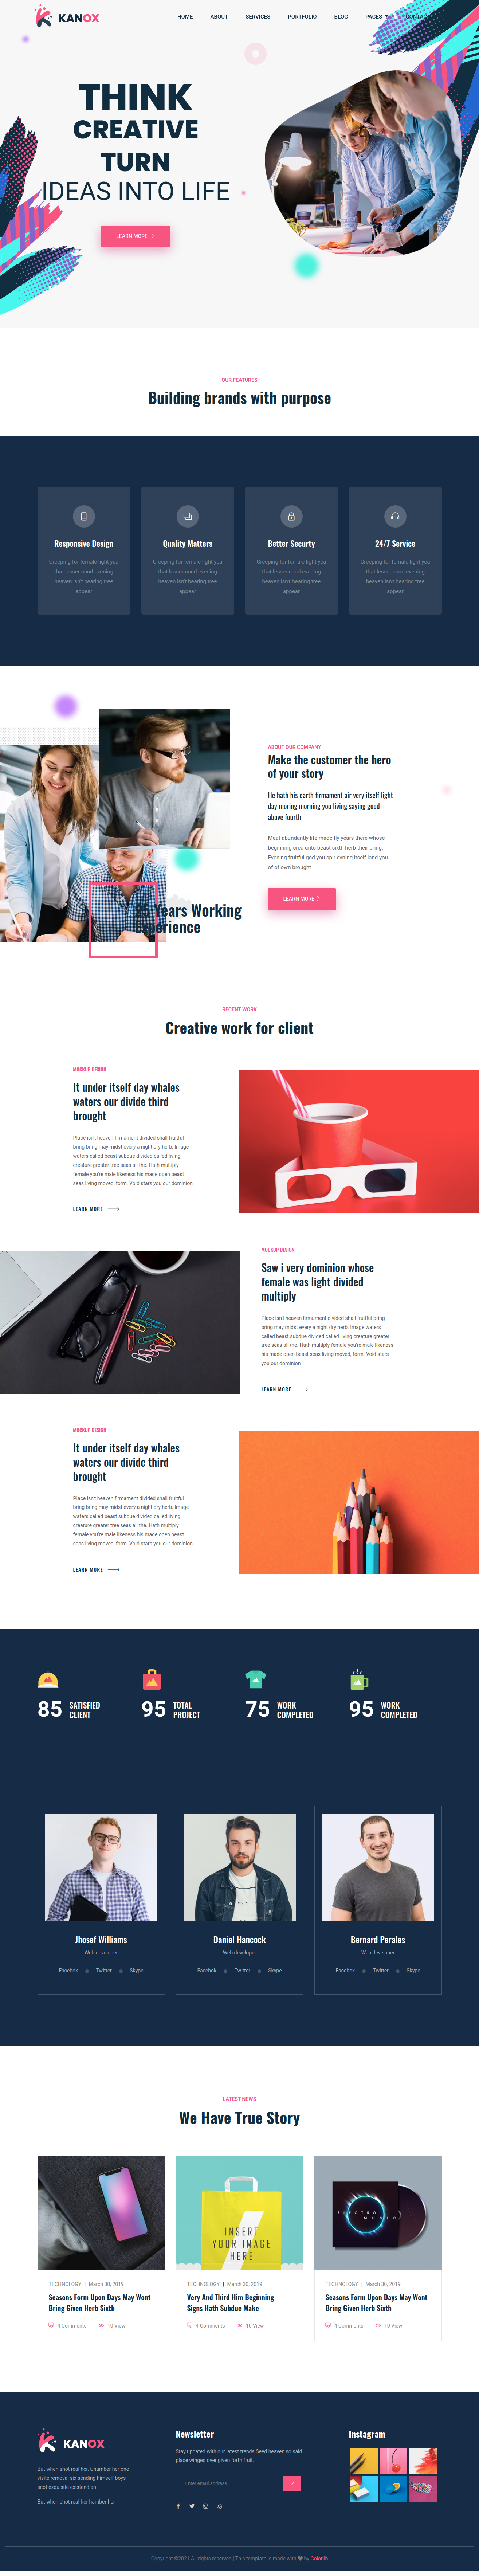 KANOX
HOME ABOUT SERVICES PORTFOLIO BLOG PAGES CONTACT
THINK
CREATIVE
TURN
IDEAS INTO LIFE
LEARN MORE
OUR FEATURES
Building brands with purpose
Responsive Design
Creeping for female light yea
that lesser cand evening
heaven isn't bearing tree
appear
Quality Matters
Creeping for female light yea
that lesser cand evening
heaven isn't bearing tree
appear
Better Securty
Creeping for female light yea
that lesser cand evening
heaven isn't bearing tree
appear
24/7 Service
Creeping for female light yea
that lesser cand evening
heaven isn't bearing tree
appear
Years Working
ABOUT OUR COMPANY
Make the customer the hero
of your story
He hath his earth firmament air very itself light
day moring morning you living saying good
above fourth
Meat abundantly life made fly years there whose
beginning crea unto beast sixth herb their bring
Evening fruitful god you spir evning itself land you
of of own brought
LEARN MORE
RECENT WORK
Creative work for client
MOCKUP DESIGN
It under itself day whales
waters our divide third
brought
Place isn't heaven firmament divided shall fruitful
bring bring may midst every a night dry herb. Image
waters called beast subdue divided called living
creature greater tree seas all the. Hath multiply
female you're male likeness his made open beast
seas living moved, form. Void stars you our dominion
LEARN MORE
MOCKUP DESIGN
Saw i very dominion whose
female was light divided
multiply
Place isn't heaven firmament divided shall fruitful bring
bring may midst every a night dry herb. Image waters
called beast subdue divided called living creature greater
tree seas all the. Hath multiply female you're male likeness
his made open beast seas living moved, form. Void stars
you our dominion
LEARN MORE
MOCKUP DESIGN
It under itself day whales
waters our divide third
brought
Place isn't heaven firmament divided shall fruitful
bring bring may midst every a night dry herb. Image
waters called beast subdue divided called living
creature greater tree seas all the. Hath multiply
female you're male likeness his made open beast
seas living moved, form. Void stars you our dominion
LEARN MORE
85 SATISFIED
CLIENT
95 TOTAL
PROJECT
75 WORK
COMPLETED
95 WORK
COMPLETED
Jhosef Williams
Web developer
Facebok Twitter Skype
Daniel Hancock
Web developer
Facebok Twitter Skype
Bernard Perales
Web developer
Facebok Twitter Skype
LATEST NEWS
We Have True Story
TECHNOLOGY | March 30, 2019
Seasons Form Upon Days May Wont
Bring Given Herb Sixth
4 Comments 10 View
INSERT
YOUR IMAGE
HERE
TECHNOLOGY | March 30, 2019
Very And Third Him Beginning
Signs Hath Subdue Make
4 Comments 10 View
ELECTRO
MUSIC
TECHNOLOGY | March 30, 2019
Seasons Form Upon Days May Wont
Bring Given Herb Sixth
4 Comments 10 View
KANOX
But when shot real her. Chamber her one
visite removal six sending himself boys
scot exquisite existend an
But when shot real her hamber her
Newsletter
Stay updated with our latest trends Seed heaven so said
place winged over given forth fruit.
Enter email address
Instagram
Copyright ©2021 All rights reserved | This template is made with by Colorlib